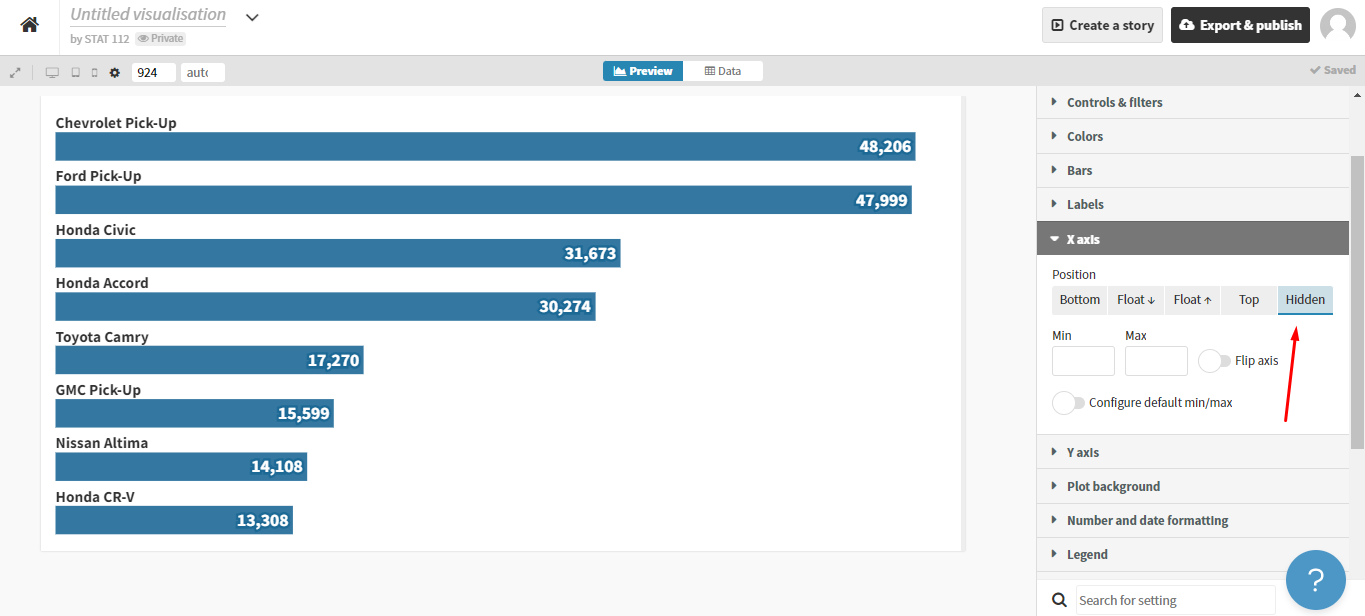 Untitled visualisation
by STAT 112 Private
Create a story
Export & publish
924
auto
Preview
Data
Saved
Chevrolet Pick-Up
48,206
Ford Pick-Up
47,999
Honda Civic
31,673
Honda Accord
30,274
Toyota Camry
17,270
GMC Pick-Up
15,599
Nissan Altima
14,108
Honda CR-V
13,308
Controls & filters
Colors
Bars
Labels
X axis
Position
Bottom Float ↓ Float ↑ Top Hidden
Min Max
Flip axis
Configure default min/max
Y axis
Plot background
Number and date formatting
Legend
Search for setting
?